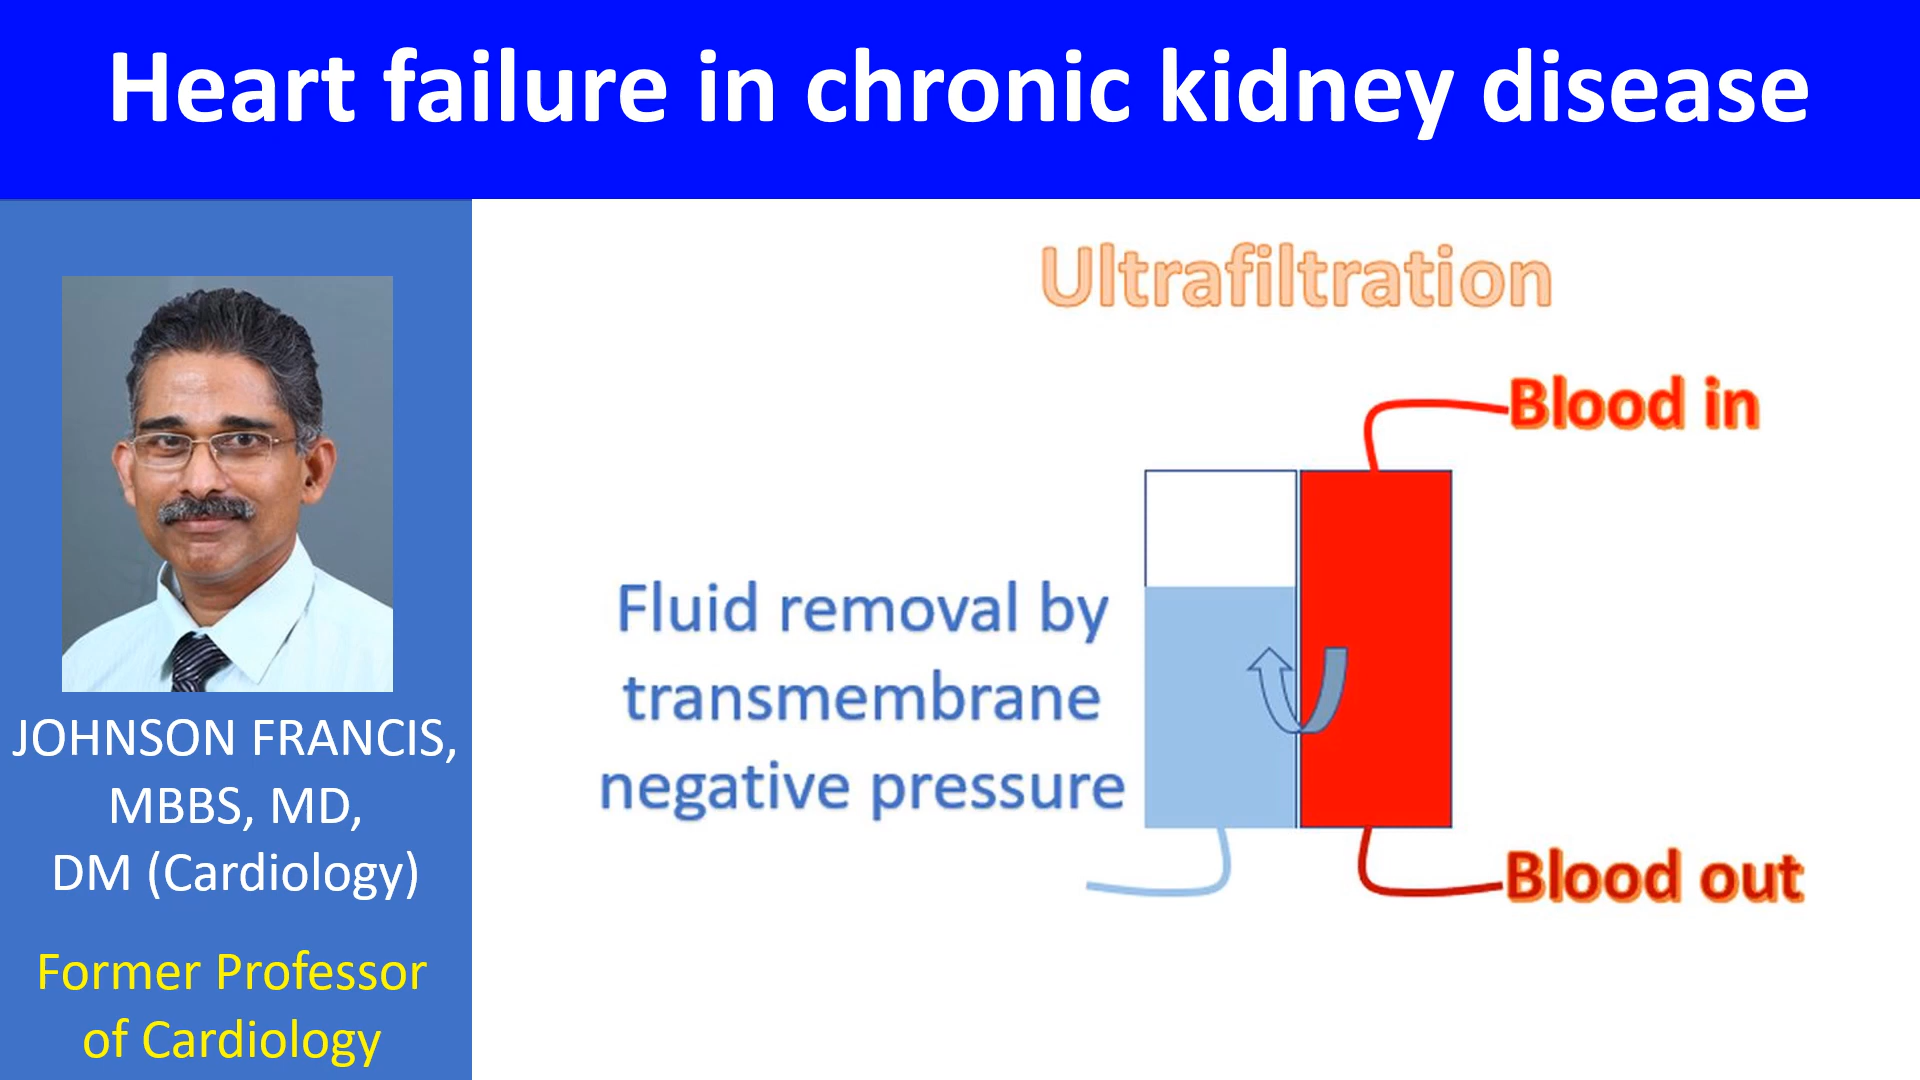 Heart failure in chronic kidney disease
JOHNSON FRANCIS,
MBBS, MD,
DM (Cardiology)
Former Professor
of Cardiology
Ultrafiltration
Blood in
Fluid removal by
transmembrane
negative pressure
Blood out